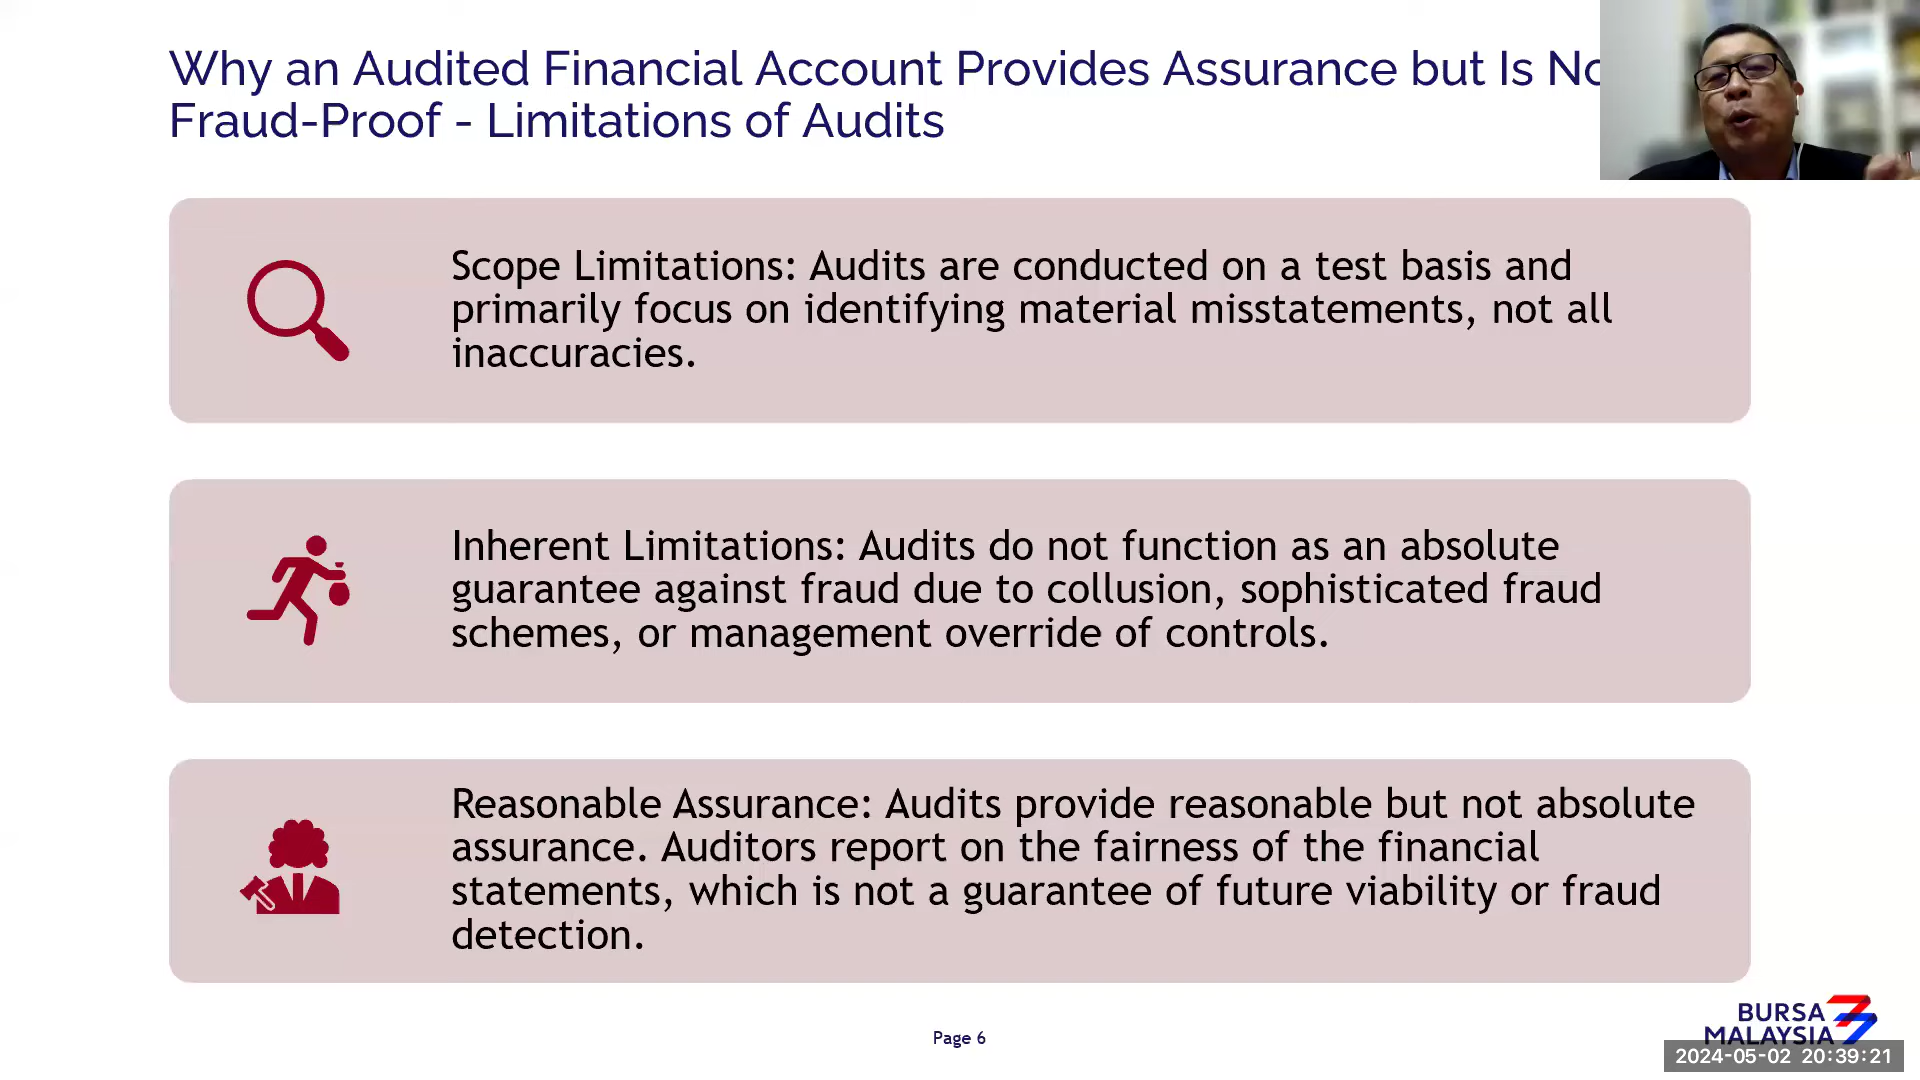 Why an Audited Financial Account Provides Assurance but Is
Fraud-Proof - Limitations of Audits
Scope Limitations: Audits are conducted on a test basis and
primarily focus on identifying material misstatements, not all
inaccuracies.
Inherent Limitations: Audits do not function as an absolute
guarantee against fraud due to collusion, sophisticated fraud
schemes, or management override of controls.
Reasonable Assurance: Audits provide reasonable but not absolute
assurance. Auditors report on the fairness of the financial
statements, which is not a guarantee of future viability or fraud
detection.
Page 6
BURSA
MALAYSIA
2024-05-02 20:39:21